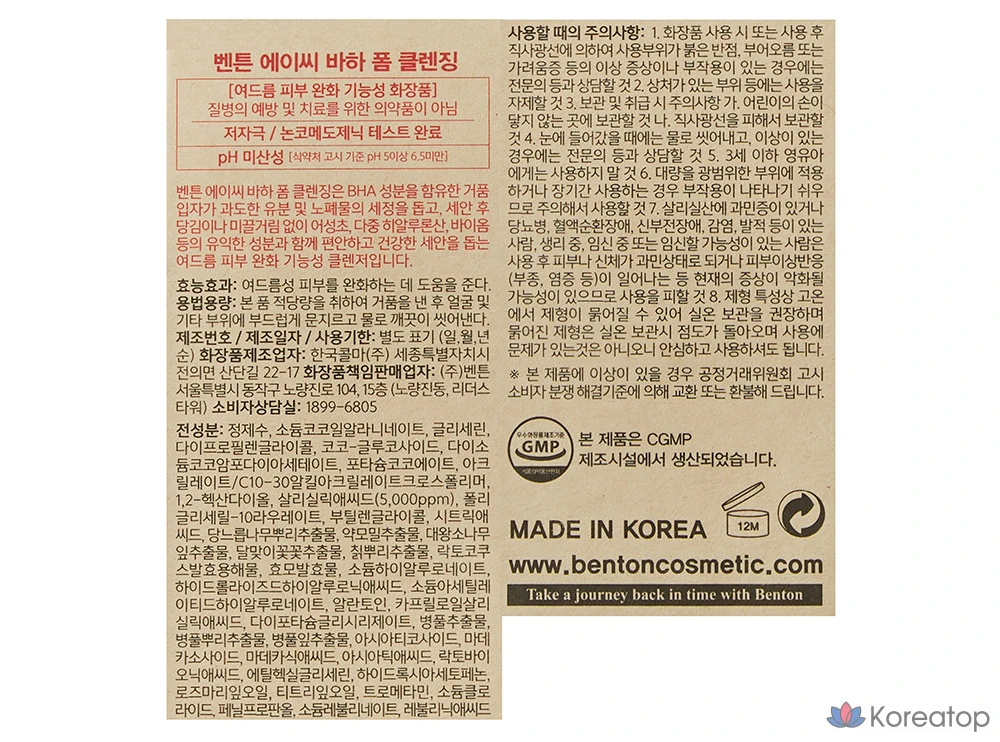 벤튼 에이씨 바하 폼 클렌징
[여드름 피부 완화 기능성 화장품]
질병의 예방 및 치료를 위한 의약품이 아님
저자극 / 논코메도제닉 테스트 완료
pH 미산성 [식약처 고시 기준 pH 5이상 6.5미만]
벤튼 에이씨 바하 폼 클렌징은 BHA 성분을 함유한 거품
입자가 과도한 유분 및 노폐물의 세정을 돕고, 세안 후
당김이나 미끌거림 없이 어성초, 다중 히알루론산, 바이옴
등의 유익한 성분과 함께 편안하고 건강한 세안을 돕는
여드름 피부 완화 기능성 클렌저입니다.
효능효과: 여드름성 피부를 완화하는 데 도움을 준다.
용법용량: 본 품 적당량을 취하여 거품을 낸 후 얼굴 및
기타 부위에 부드럽게 문지르고 물로 깨끗이 씻어낸다.
제조번호 / 제조일자 / 사용기한: 별도 표기 (일,월,년
순) 화장품제조업자: 한국콜마(주) 세종특별자치시
전의면 산단길 22-17 화장품책임판매업자: (주)벤튼
서울특별시 동작구 노량진로 104, 15층 (노량진동, 리더스
타워) 소비자상담실: 1899-6805
전성분: 정제수, 소듐코코일알라니네이트, 글리세린,
다이프로필렌글라이콜, 코코-글루코사이드, 다이소
듐코코암포다이아세테이트, 포타슘코코에이트, 아크
릴레이트/C10-30알킬아크릴레이트크로스폴리머,
1,2-헥산다이올, 살리실릭애씨드(5,000ppm), 폴리
글리세릴-10라우레이트, 부틸렌글라이콜, 시트릭애
씨드, 당느릅나무뿌리추출물, 약모밀추출물, 대왕소나무
잎추출물, 달맞이꽃꽃추출물, 칡뿌리추출물, 락토코쿠
스발효용해물, 효모발효물, 소듐하이알루로네이트,
하이드롤라이즈드하이알루로닉애씨드, 소듐아세틸레
이티드하이알루로네이트, 알란토인, 카프릴로일살리
실릭애씨드, 다이포타슘글리시리제이트, 병풀추출물,
병풀뿌리추출물, 병풀잎추출물, 아시아티코사이드, 마데
카소사이드, 마데카식애씨드, 아시아틱애씨드, 락토바이
오닉애씨드, 에틸헥실글리세린, 하이드록시아세토페논,
로즈마리잎오일, 티트리잎오일, 트로메타민, 소듐클로
라이드, 페닐프로판올, 소듐레불리네이트, 레불리닉애씨드
사용할 때의 주의사항: 1. 화장품 사용 시 또는 사용 후
직사광선에 의하여 사용부위가 붉은 반점, 부어오름 또는
가려움증 등의 이상 증상이나 부작용이 있는 경우에는
전문의 등과 상담할 것 2. 상처가 있는 부위 등에는 사용을
자제할 것 3. 보관 및 취급 시 주의사항 가. 어린이의 손이
닿지 않는 곳에 보관할 것 나. 직사광선을 피해서 보관할
것 4. 눈에 들어갔을 때에는 물로 씻어내고, 이상이 있는
경우에는 전문의 등과 상담할 것 5. 3세 이하 영유아
에게는 사용하지 말 것 6. 대량을 광범위한 부위에 적용
하거나 장기간 사용하는 경우 부작용이 나타나기 쉬우
므로 주의해서 사용할 것 7. 살리실산에 과민증이 있거나
당뇨병, 혈액순환장애, 신부전장애, 감염, 발적 등이 있는
사람, 생리 중, 임신 중 또는 임신할 가능성이 있는 사람은
사용 후 피부나 신체가 과민상태로 되거나 피부이상반응
(부종, 염증 등)이 일어나는 등 현재의 증상이 악화될
가능성이 있으므로 사용을 피할 것 8. 제형 특성상 고온
에서 제형이 묽어질 수 있어 실온 보관을 권장하며
묽어진 제형은 실온 보관시 점도가 돌아오며 사용에
문제가 있는것은 아니오니 안심하고 사용하셔도 됩니다.
※ 본 제품에 이상이 있을 경우 공정거래위원회 고시
소비자 분쟁 해결기준에 의해 교환 또는 환불해 드립니다.
우수화장품제조기준
GMP
식품의약품안전처
본 제품은 CGMP
제조시설에서 생산되었습니다.
MADE IN KOREA
12M
www.bentoncosmetic.com
Take a journey back in time with Benton
Koreatop